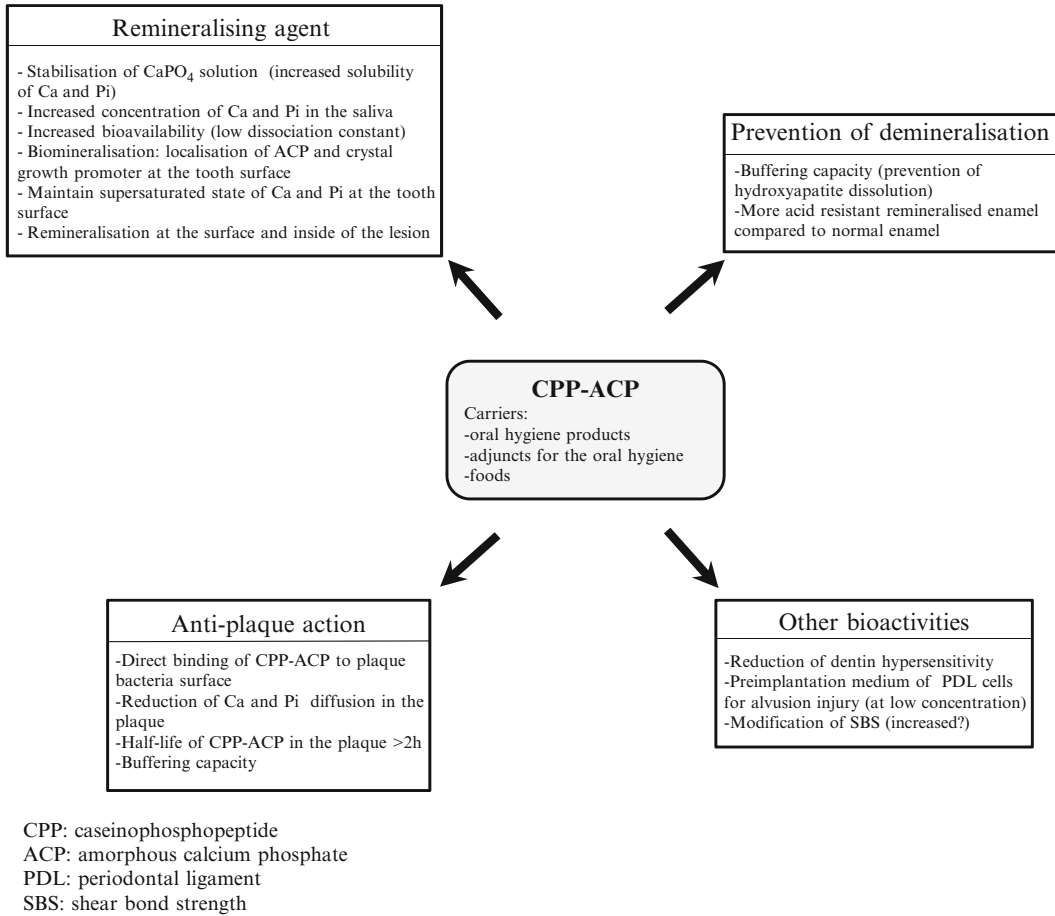 Remineralising agent
- Stabilisation of CaPO₄ solution (increased solubility
of Ca and Pi)
- Increased concentration of Ca and Pi in the saliva
- Increased bioavailability (low dissociation constant)
- Biomineralisation: localisation of ACP and crystal
growth promoter at the tooth surface
- Maintain supersaturated state of Ca and Pi at the tooth
surface
- Remineralisation at the surface and inside of the lesion
Prevention of demineralisation
-Buffering capacity (prevention of
hydroxyapatite dissolution)
-More acid resistant remineralised enamel
compared to normal enamel
CPP-ACP
Carriers:
-oral hygiene products
-adjuncts for the oral hygiene
-foods
Anti-plaque action
-Direct binding of CPP-ACP to plaque
bacteria surface
-Reduction of Ca and Pi diffusion in the
plaque
-Half-life of CPP-ACP in the plaque >2h
-Buffering capacity
Other bioactivities
-Reduction of dentin hypersensitivity
-Preimplantation medium of PDL cells
for alvusion injury (at low concentration)
-Modification of SBS (increased?)
CPP: caseinophosphopeptide
ACP: amorphous calcium phosphate
PDL: periodontal ligament
SBS: shear bond strength